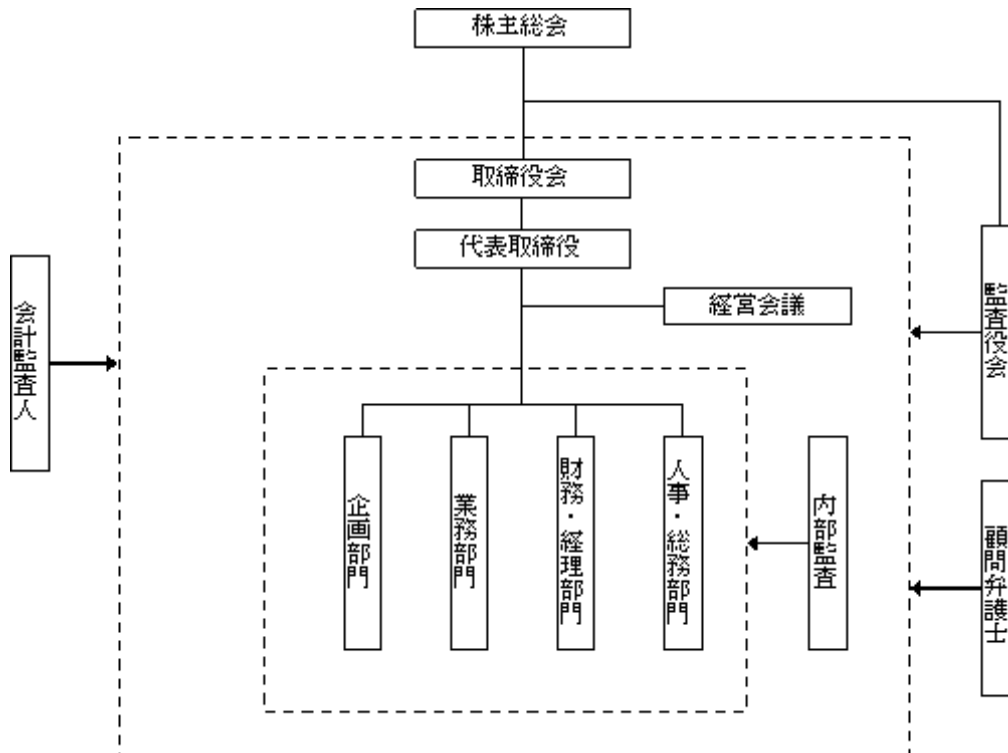 株主総会
取締役会
代表取締役
経営会議
会計監査人
監査役会
企画部門
業務部門
財務・経理部門
人事・総務部門
内部監査
顧問弁護士